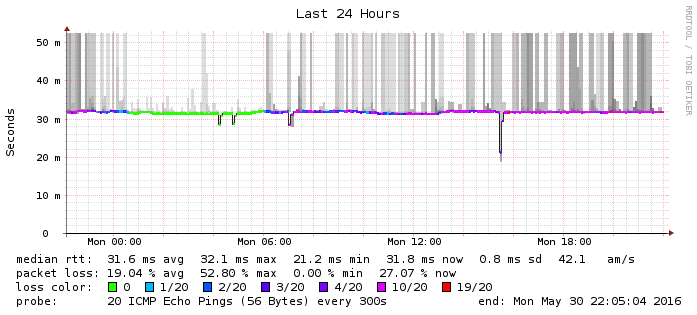 Last 24 Hours
RRDTOOL / TOBI OETIKER
Seconds
50 m
40 m
30 m
20 m
10 m
0
Mon 00:00 Mon 06:00 Mon 12:00 Mon 18:00
median rtt: 31.6 ms avg 32.1 ms max 21.2 ms min 31.8 ms now 0.8 ms sd 42.1 am/s
packet loss: 19.04 % avg 52.80 % max 0.00 % min 27.07 % now
loss color: 0 1/20 2/20 3/20 4/20 10/20 19/20
probe: 20 ICMP Echo Pings (56 Bytes) every 300s end: Mon May 30 22:05:04 2016